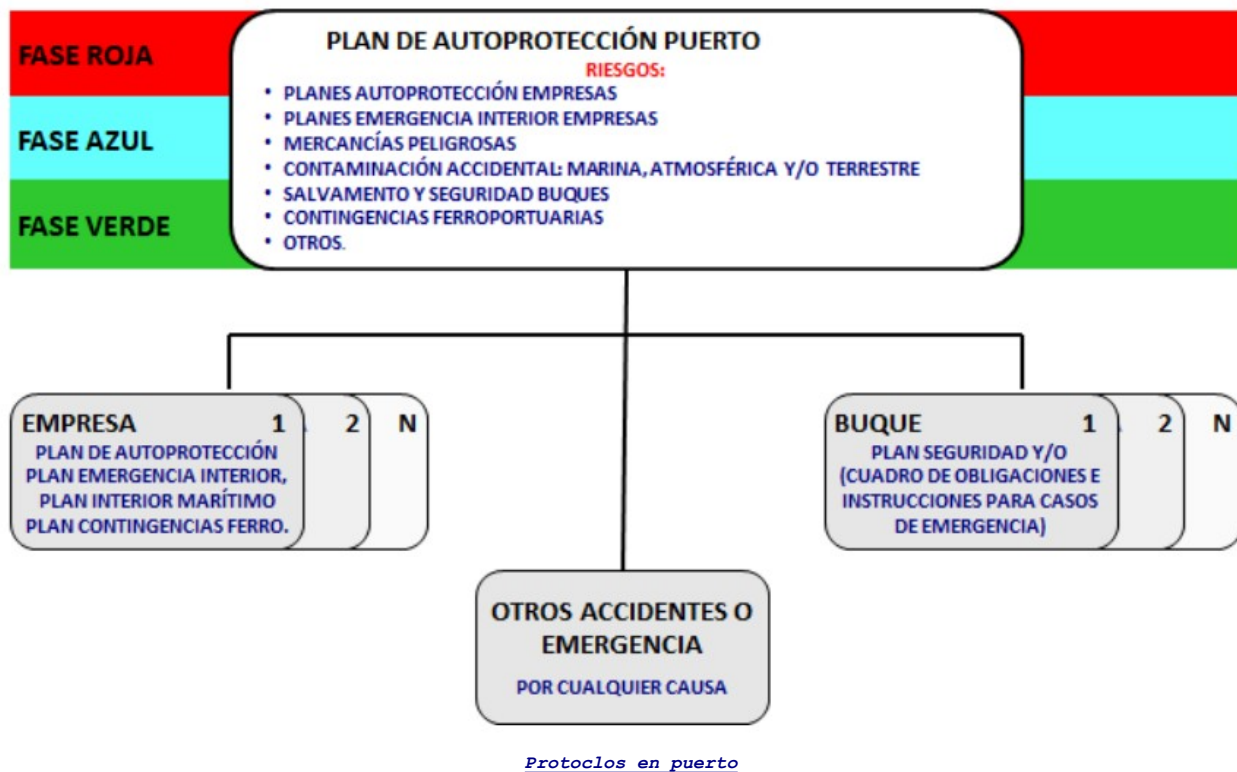 FASE ROJA
FASE AZUL
FASE VERDE
PLAN DE AUTOPROTECCIÓN PUERTO
RIESGOS:
• PLANES AUTOPROTECCIÓN EMPRESAS
• PLANES EMERGENCIA INTERIOR EMPRESAS
• MERCANCÍAS PELIGROSAS
• CONTAMINACIÓN ACCIDENTAL: MARINA, ATMOSFÉRICA Y/O TERRESTRE
• SALVAMENTO Y SEGURIDAD BUQUES
• CONTINGENCIAS FERROPORTUARIAS
• OTROS.
EMPRESA 1 2 N
PLAN DE AUTOPROTECCIÓN
PLAN EMERGENCIA INTERIOR,
PLAN INTERIOR MARÍTIMO
PLAN CONTINGENCIAS FERRO.
BUQUE 1 2 N
PLAN SEGURIDAD Y/O
(CUADRO DE OBLIGACIONES E
INSTRUCCIONES PARA CASOS
DE EMERGENCIA)
OTROS ACCIDENTES O
EMERGENCIA
POR CUALQUIER CAUSA
Protoclos en puerto